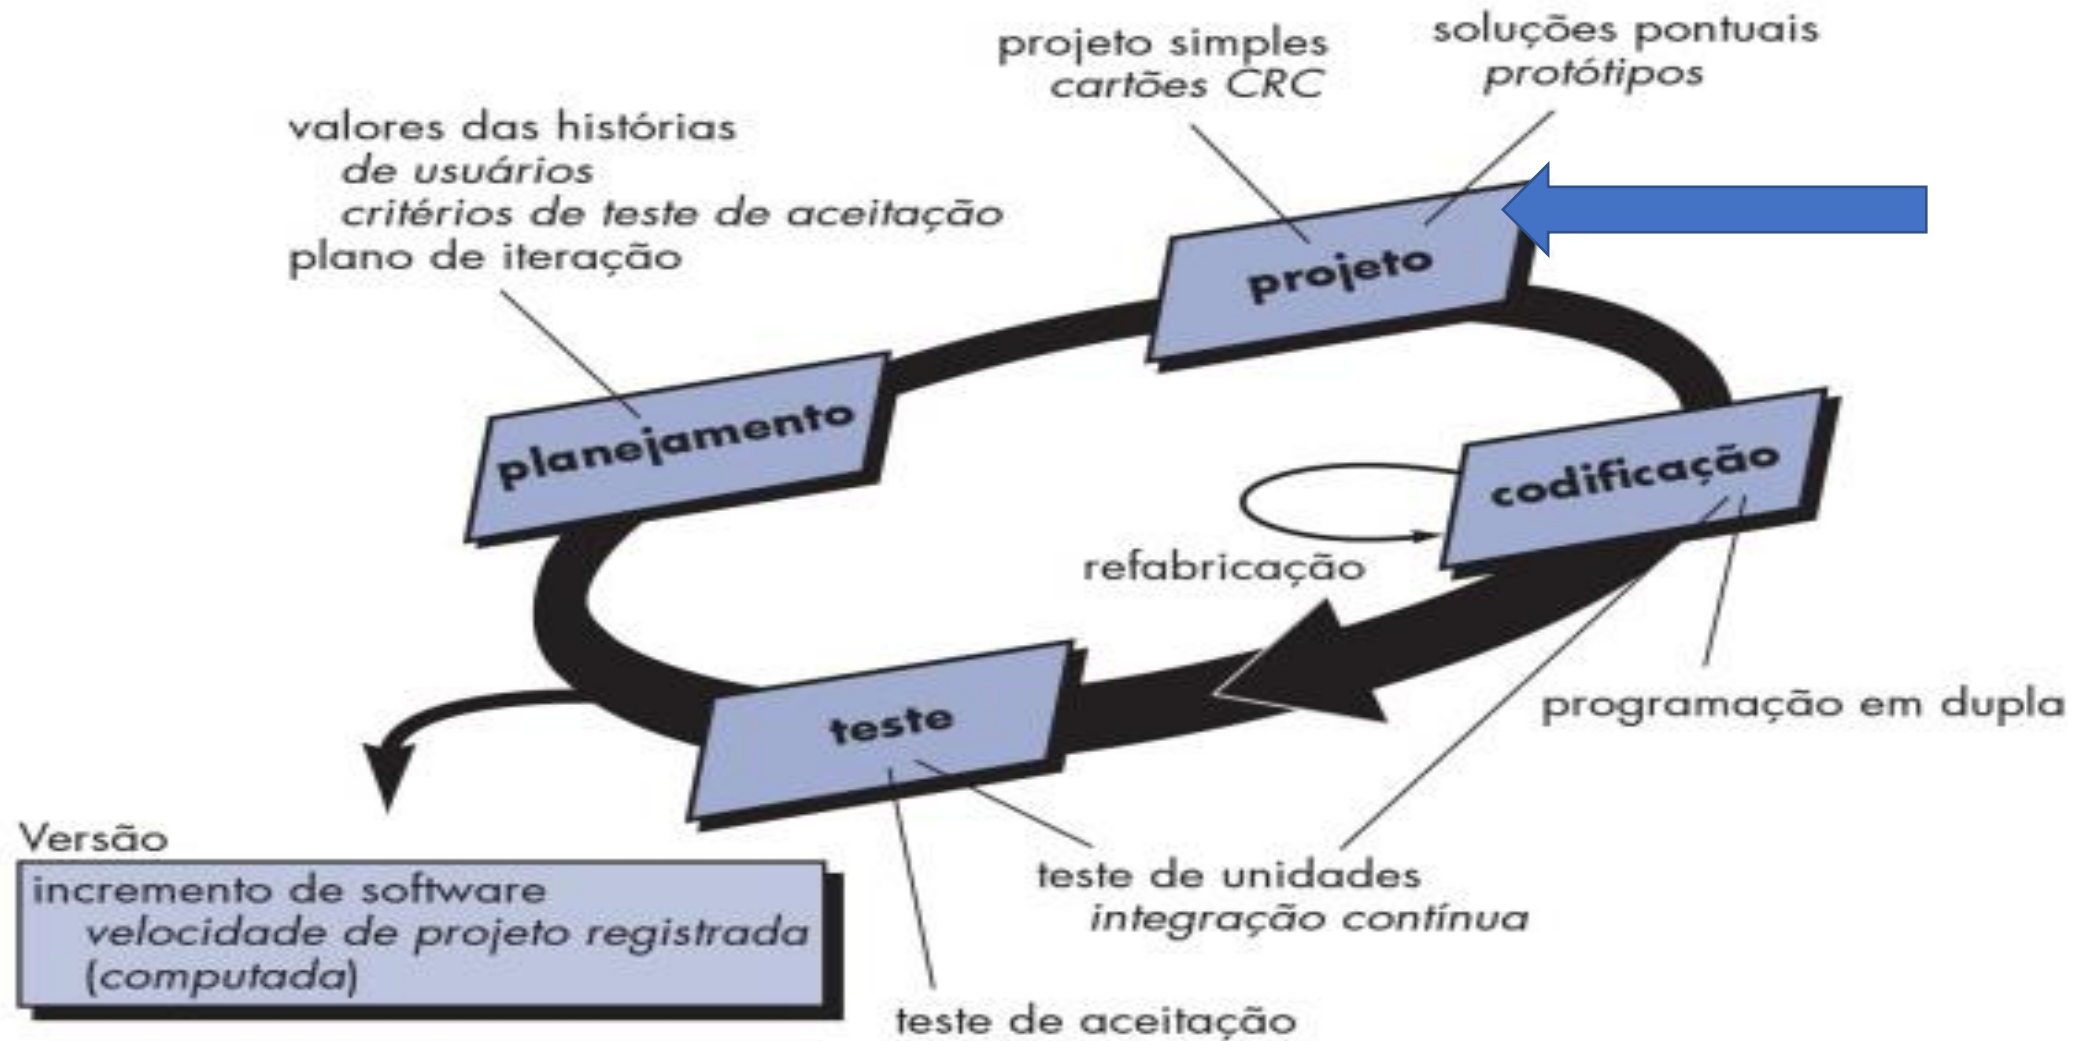 projeto simples
cartões CRC
soluções pontuais
protótipos
valores das histórias
de usuários
critérios de teste de aceitação
plano de iteração
projeto
planejamento
codificação
refabricação
programação em dupla
teste
teste de unidades
integração contínua
teste de aceitação
Versão
incremento de software
velocidade de projeto registrada
(computada)